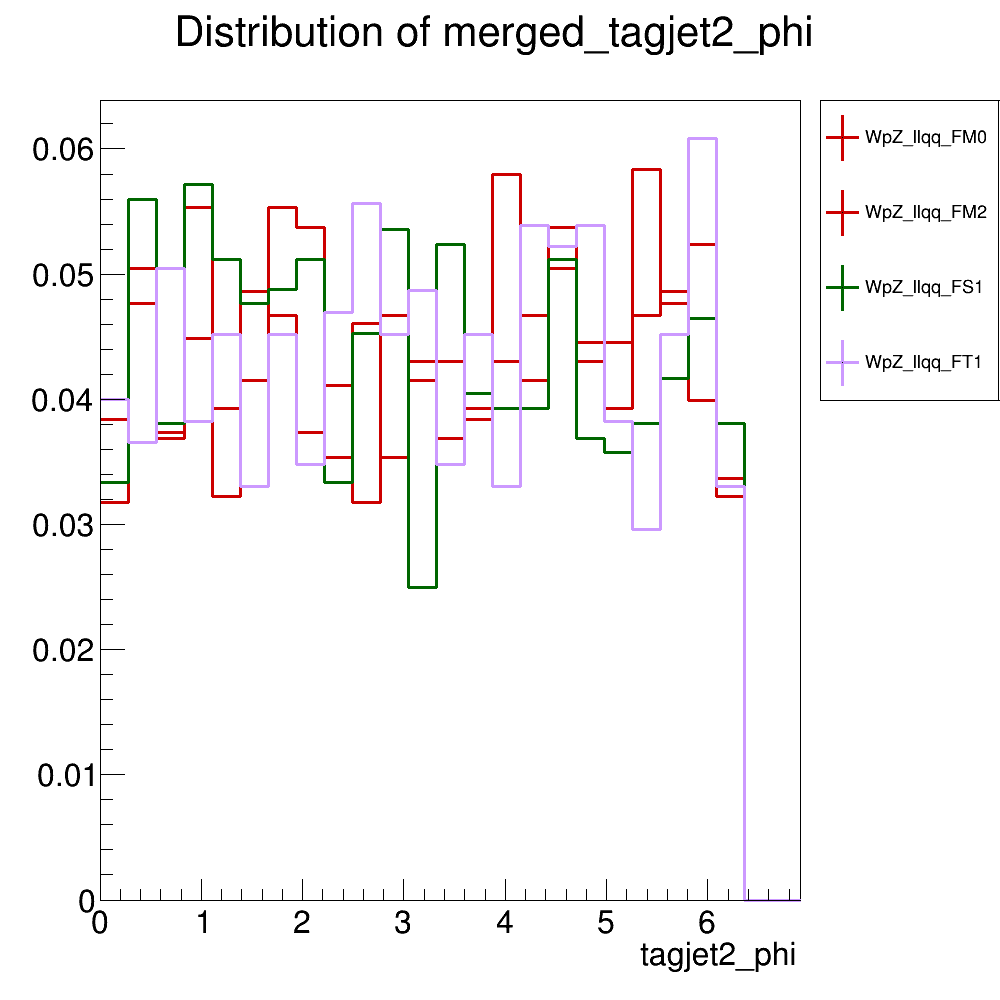 Distribution of merged_tagjet2_phi
0.06
0.05
0.04
0.03
0.02
0.01
0
0 1 2 3 4 5 6
tagjet2_phi
WpZ_llqq_FM0
WpZ_llqq_FM2
WpZ_llqq_FS1
WpZ_llqq_FT1